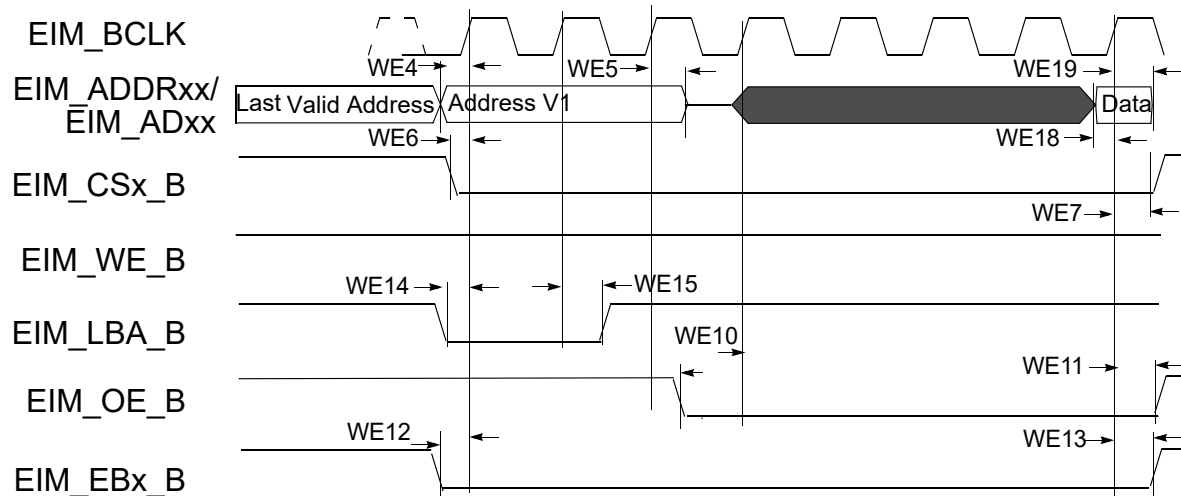 EIM_BCLK
WE4
WE5
WE19
EIM_ADDRxx/
EIM_ADxx
Last Valid Address
Address V1
Data
WE6
WE18
EIM_CSx_B
WE7
EIM_WE_B
WE14
WE15
EIM_LBA_B
WE10
WE11
EIM_OE_B
WE12
WE13
EIM_EBx_B